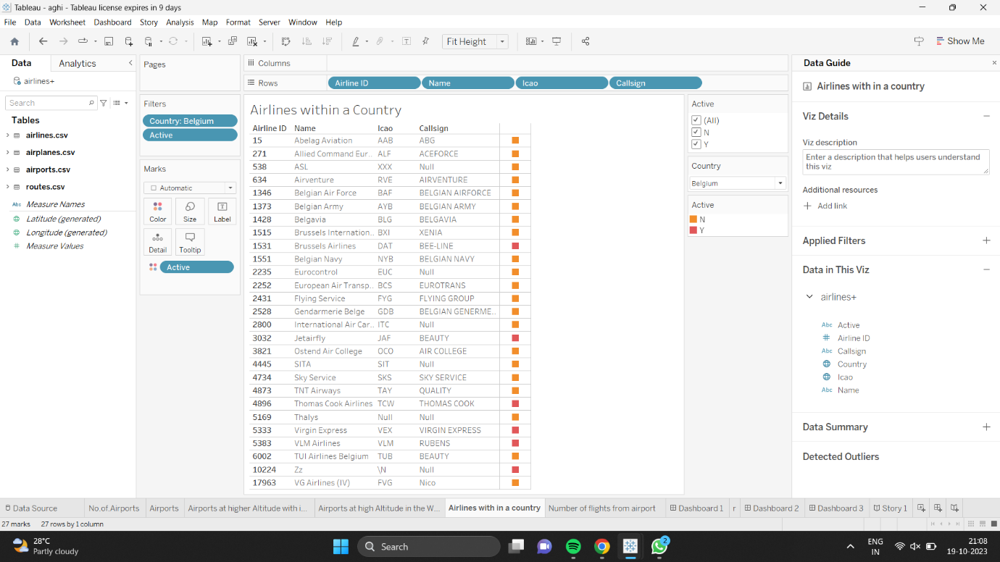 Tableau - aghi - Tableau license expires in 9 days
File Data Worksheet Dashboard Story Analysis Map Format Server Window Help
Fit Height
Show Me
Data Analytics
airlines+
Search
Tables
airlines.csv
airplanes.csv
airports.csv
routes.csv
Abc Measure Names
Latitude (generated)
Longitude (generated)
# Measure Values
Pages
Filters
Country: Belgium
Active
Marks
Automatic
Color Size Label
Detail Tooltip
Active
Columns
Rows Airline ID Name Icao Callsign
Airlines within a Country
Airline ID Name Icao Callsign
15 Abelag Aviation AAB ABG
271 Allied Command Eur.. ALF ACEFORCE
538 ASL XXX Null
634 Airventure RVE AIRVENTURE
1346 Belgian Air Force BAF BELGIAN AIRFORCE
1373 Belgian Army AYB BELGIAN ARMY
1428 Belgavia BLG BELGAVIA
1515 Brussels Internation.. BXI XENIA
1531 Brussels Airlines DAT BEE-LINE
1551 Belgian Navy NYB BELGIAN NAVY
2235 Eurocontrol EUC Null
2252 European Air Transp.. BCS EUROTRANS
2431 Flying Service FYG FLYING GROUP
2528 Gendarmerie Belge GDB BELGIAN GENERME..
2800 International Air Car.. ITC Null
3032 Jetairfly JAF BEAUTY
3821 Ostend Air College OCO AIR COLLEGE
4445 SITA SIT Null
4734 Sky Service SKS SKY SERVICE
4873 TNT Airways TAY QUALITY
4896 Thomas Cook Airlines TCW THOMAS COOK
5169 Thalys Null Null
5333 Virgin Express VEX VIRGIN EXPRESS
5383 VLM Airlines VLM RUBENS
6002 TUI Airlines Belgium TUB BEAUTY
10224 Zz \N Null
17963 VG Airlines (IV) FVG Nico
Active
(All)
N
Y
Country
Belgium
Active
N
Y
Data Guide
Airlines with in a country
Viz Details
Viz description
Enter a description that helps users understand
this viz
Additional resources
Add link
Applied Filters
Data in This Viz
airlines+
Abc Active
# Airline ID
Abc Callsign
Country
Icao
Abc Name
Data Summary
Detected Outliers
Data Source No.of.Airports Airports Airports at higher Altitude with i... Airports at high Altitude in the W... Airlines with in a country Number of flights from airport Dashboard 1 r Dashboard 2 Dashboard 3 Story 1
27 marks 27 rows by 1 column
28°C
Partly cloudy
Search
2
ENG
IN
21:08
19-10-2023